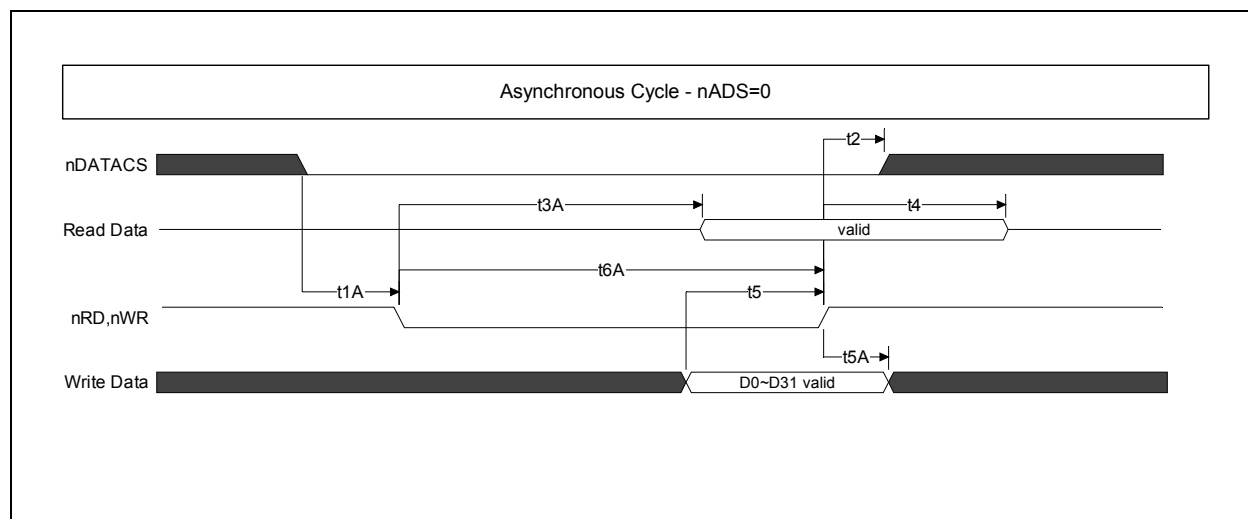 Asynchronous Cycle - nADS=0
t2
nDATACS
t3A
t4
Read Data
valid
t6A
t1A
t5
nRD,nWR
t5A
Write Data
D0~D31 valid